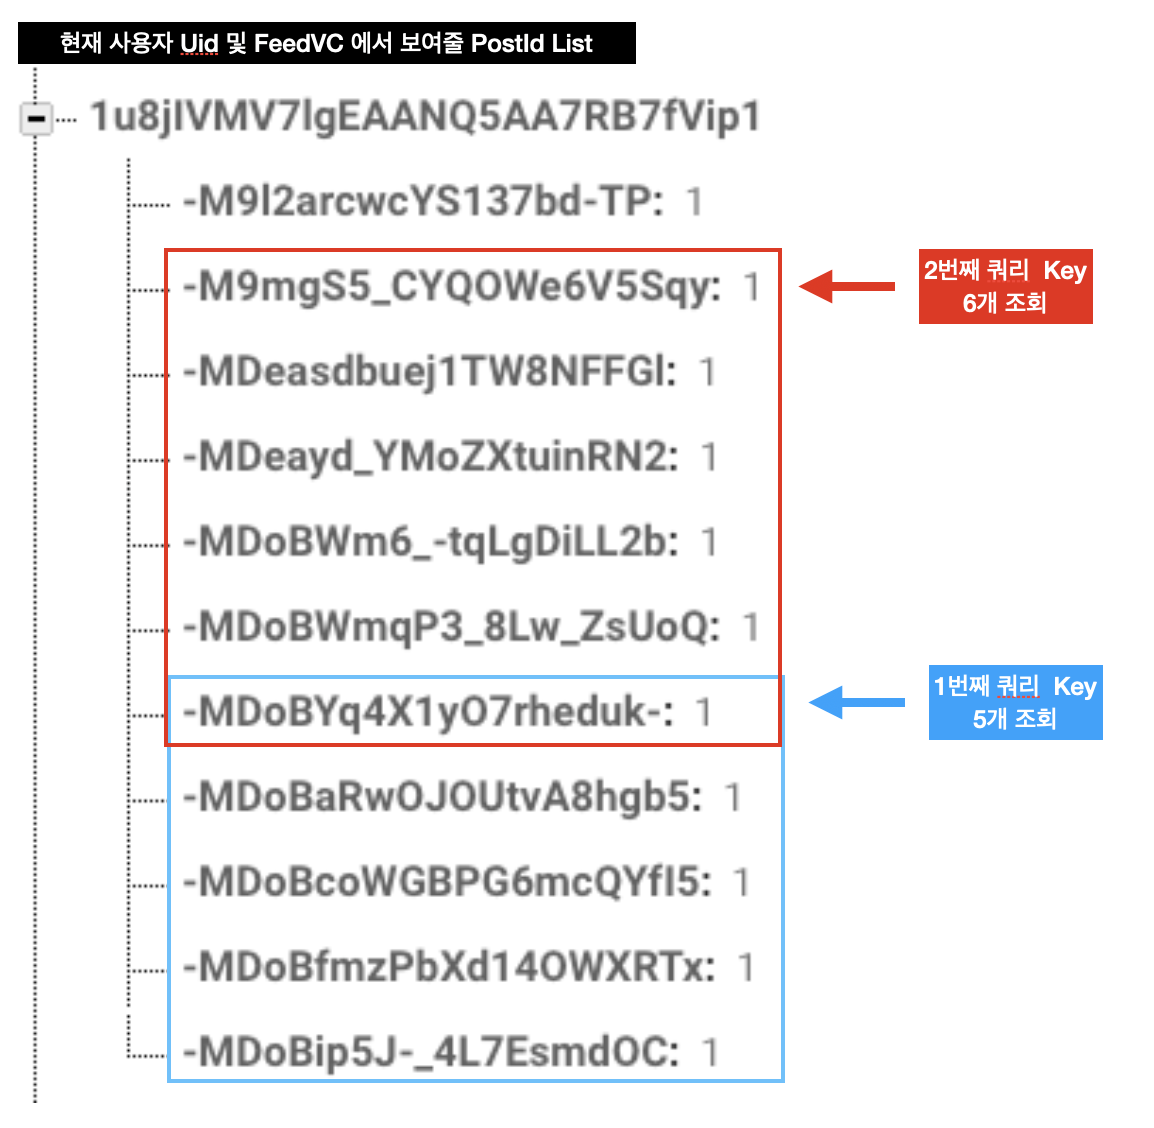 현재 사용자 Uid 및 FeedVC 에서 보여줄 PostId List
1u8jIVMV7lgEAANQ5AA7RB7fVip1
-M9l2arcwcYS137bd-TP: 1
-M9mgS5_CYQOWe6V5Sqy: 1
2번째 쿼리 Key
6개 조회
-MDeasdbuej1TW8NFFGl: 1
-MDeayd_YMoZXtuinRN2: 1
-MDoBWm6_-tqLgDiLL2b: 1
-MDoBWmqP3_8Lw_ZsUoQ: 1
-MDoBYq4X1yO7rheduk-: 1
1번째 쿼리 Key
5개 조회
-MDoBaRwOJOUtvA8hgb5: 1
-MDoBcoWGBPG6mcQYfI5: 1
-MDoBfmzPbXd14OWXRTx: 1
-MDoBip5J-_4L7EsmdOC: 1